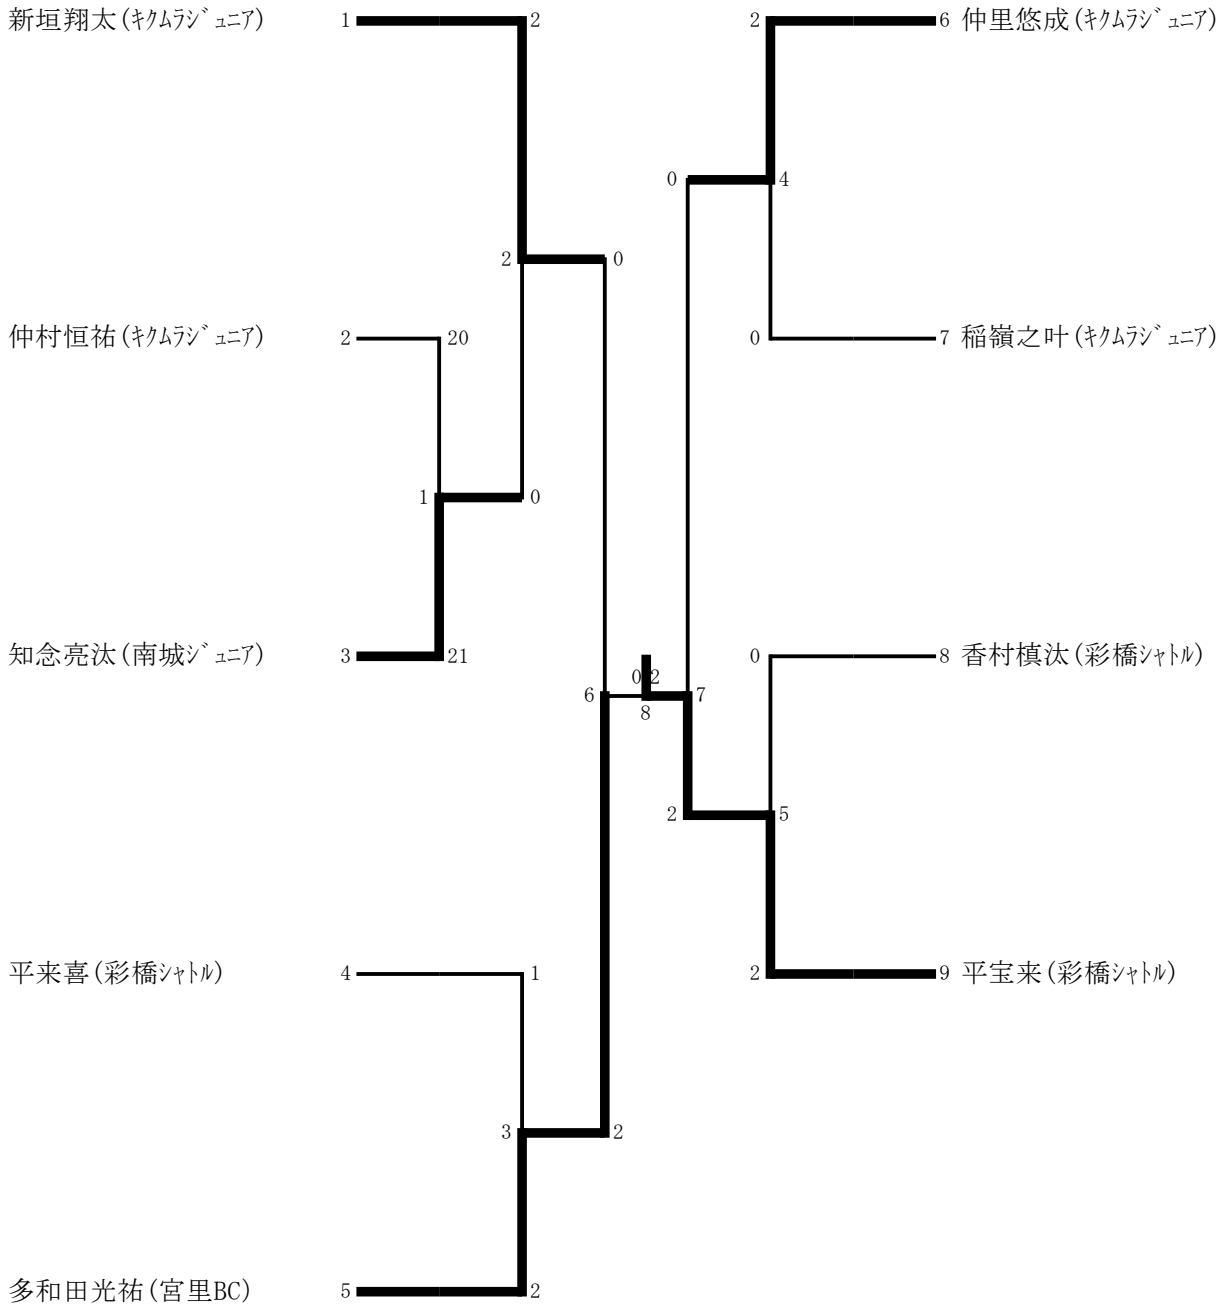 新垣翔太(ｷｸﾑﾗｼﾞｭﾆｱ) 1 2 2 6 仲里悠成(ｷｸﾑﾗｼﾞｭﾆｱ)
0 4
2 0
仲村恒祐(ｷｸﾑﾗｼﾞｭﾆｱ) 2 20 0 7 稲嶺之叶(ｷｸﾑﾗｼﾞｭﾆｱ)
1 0
知念亮汰(南城ｼﾞｭﾆｱ) 3 21 0 8 香村槙汰(彩橋ｼｬﾄﾙ)
0 2
6 7
8
2 5
平来喜(彩橋ｼｬﾄﾙ) 4 1 2 9 平宝来(彩橋ｼｬﾄﾙ)
3 2
多和田光祐(宮里BC) 5 2